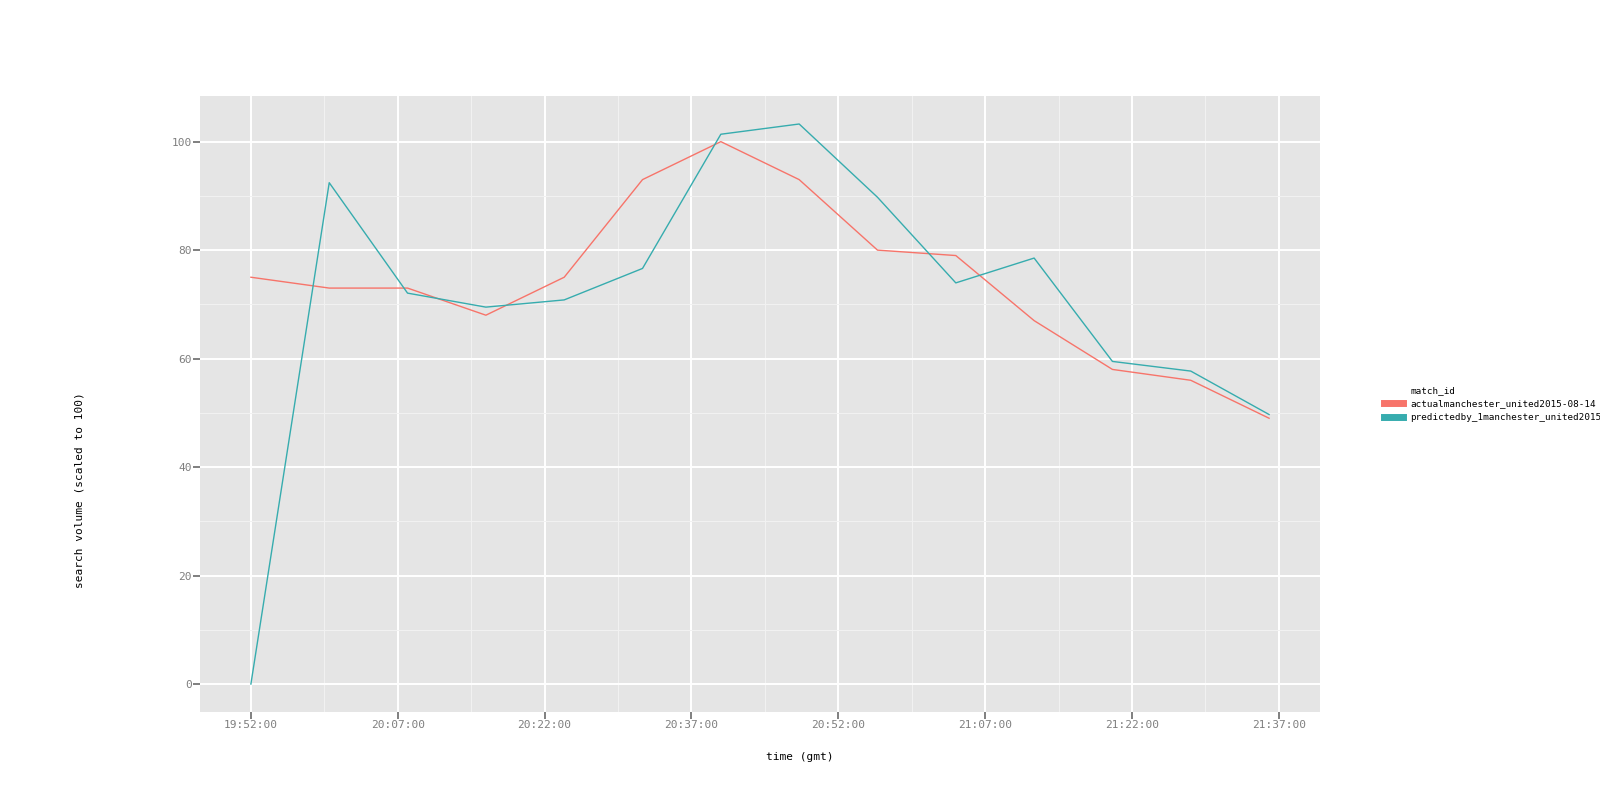 100
80
60
40
20
0
search volume (scaled to 100)
19:52:00 20:07:00 20:22:00 20:37:00 20:52:00 21:07:00 21:22:00 21:37:00
time (gmt)
match_id
actualmanchester_united2015-08-14
predictedby_1manchester_united2015